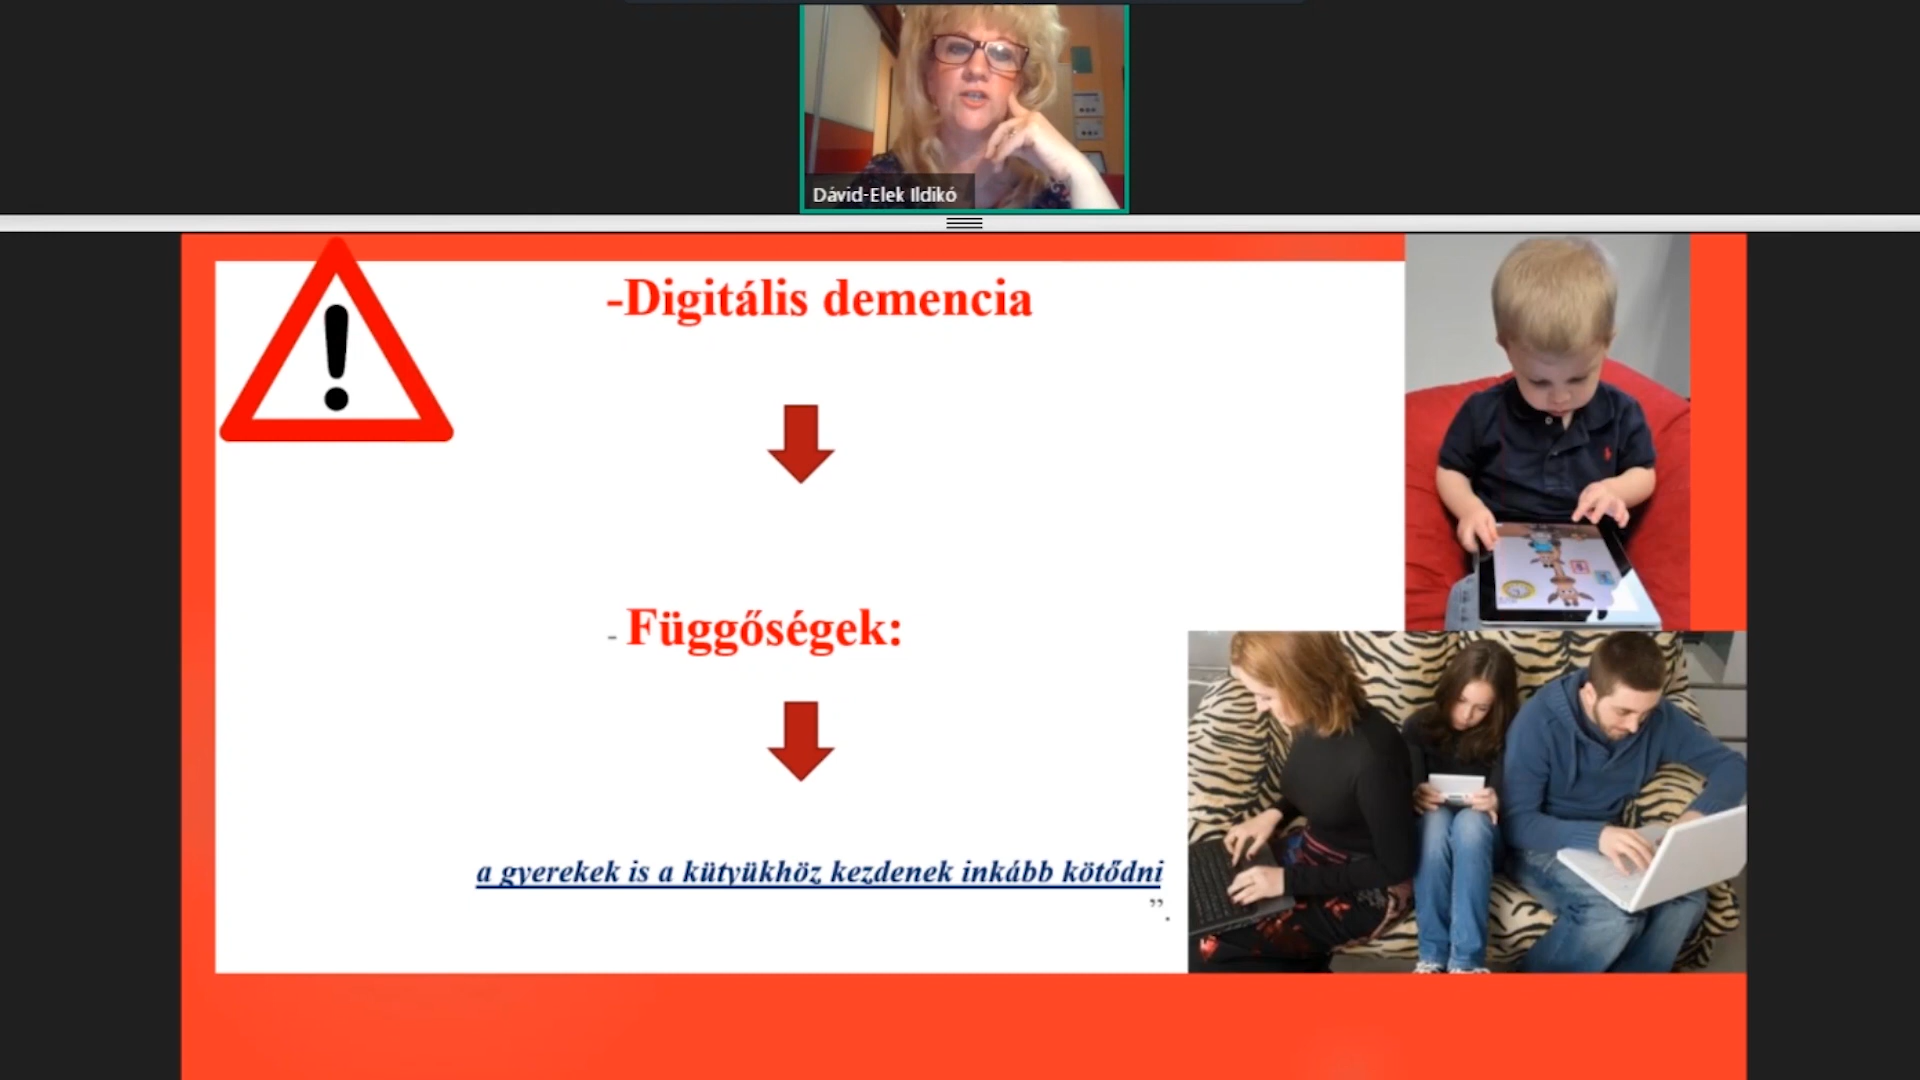 Dávid-Elek Ildikó
-Digitális demencia
- Függőségek:
a gyerekek is a kütyükhöz kezdenek inkább kötődni
”.